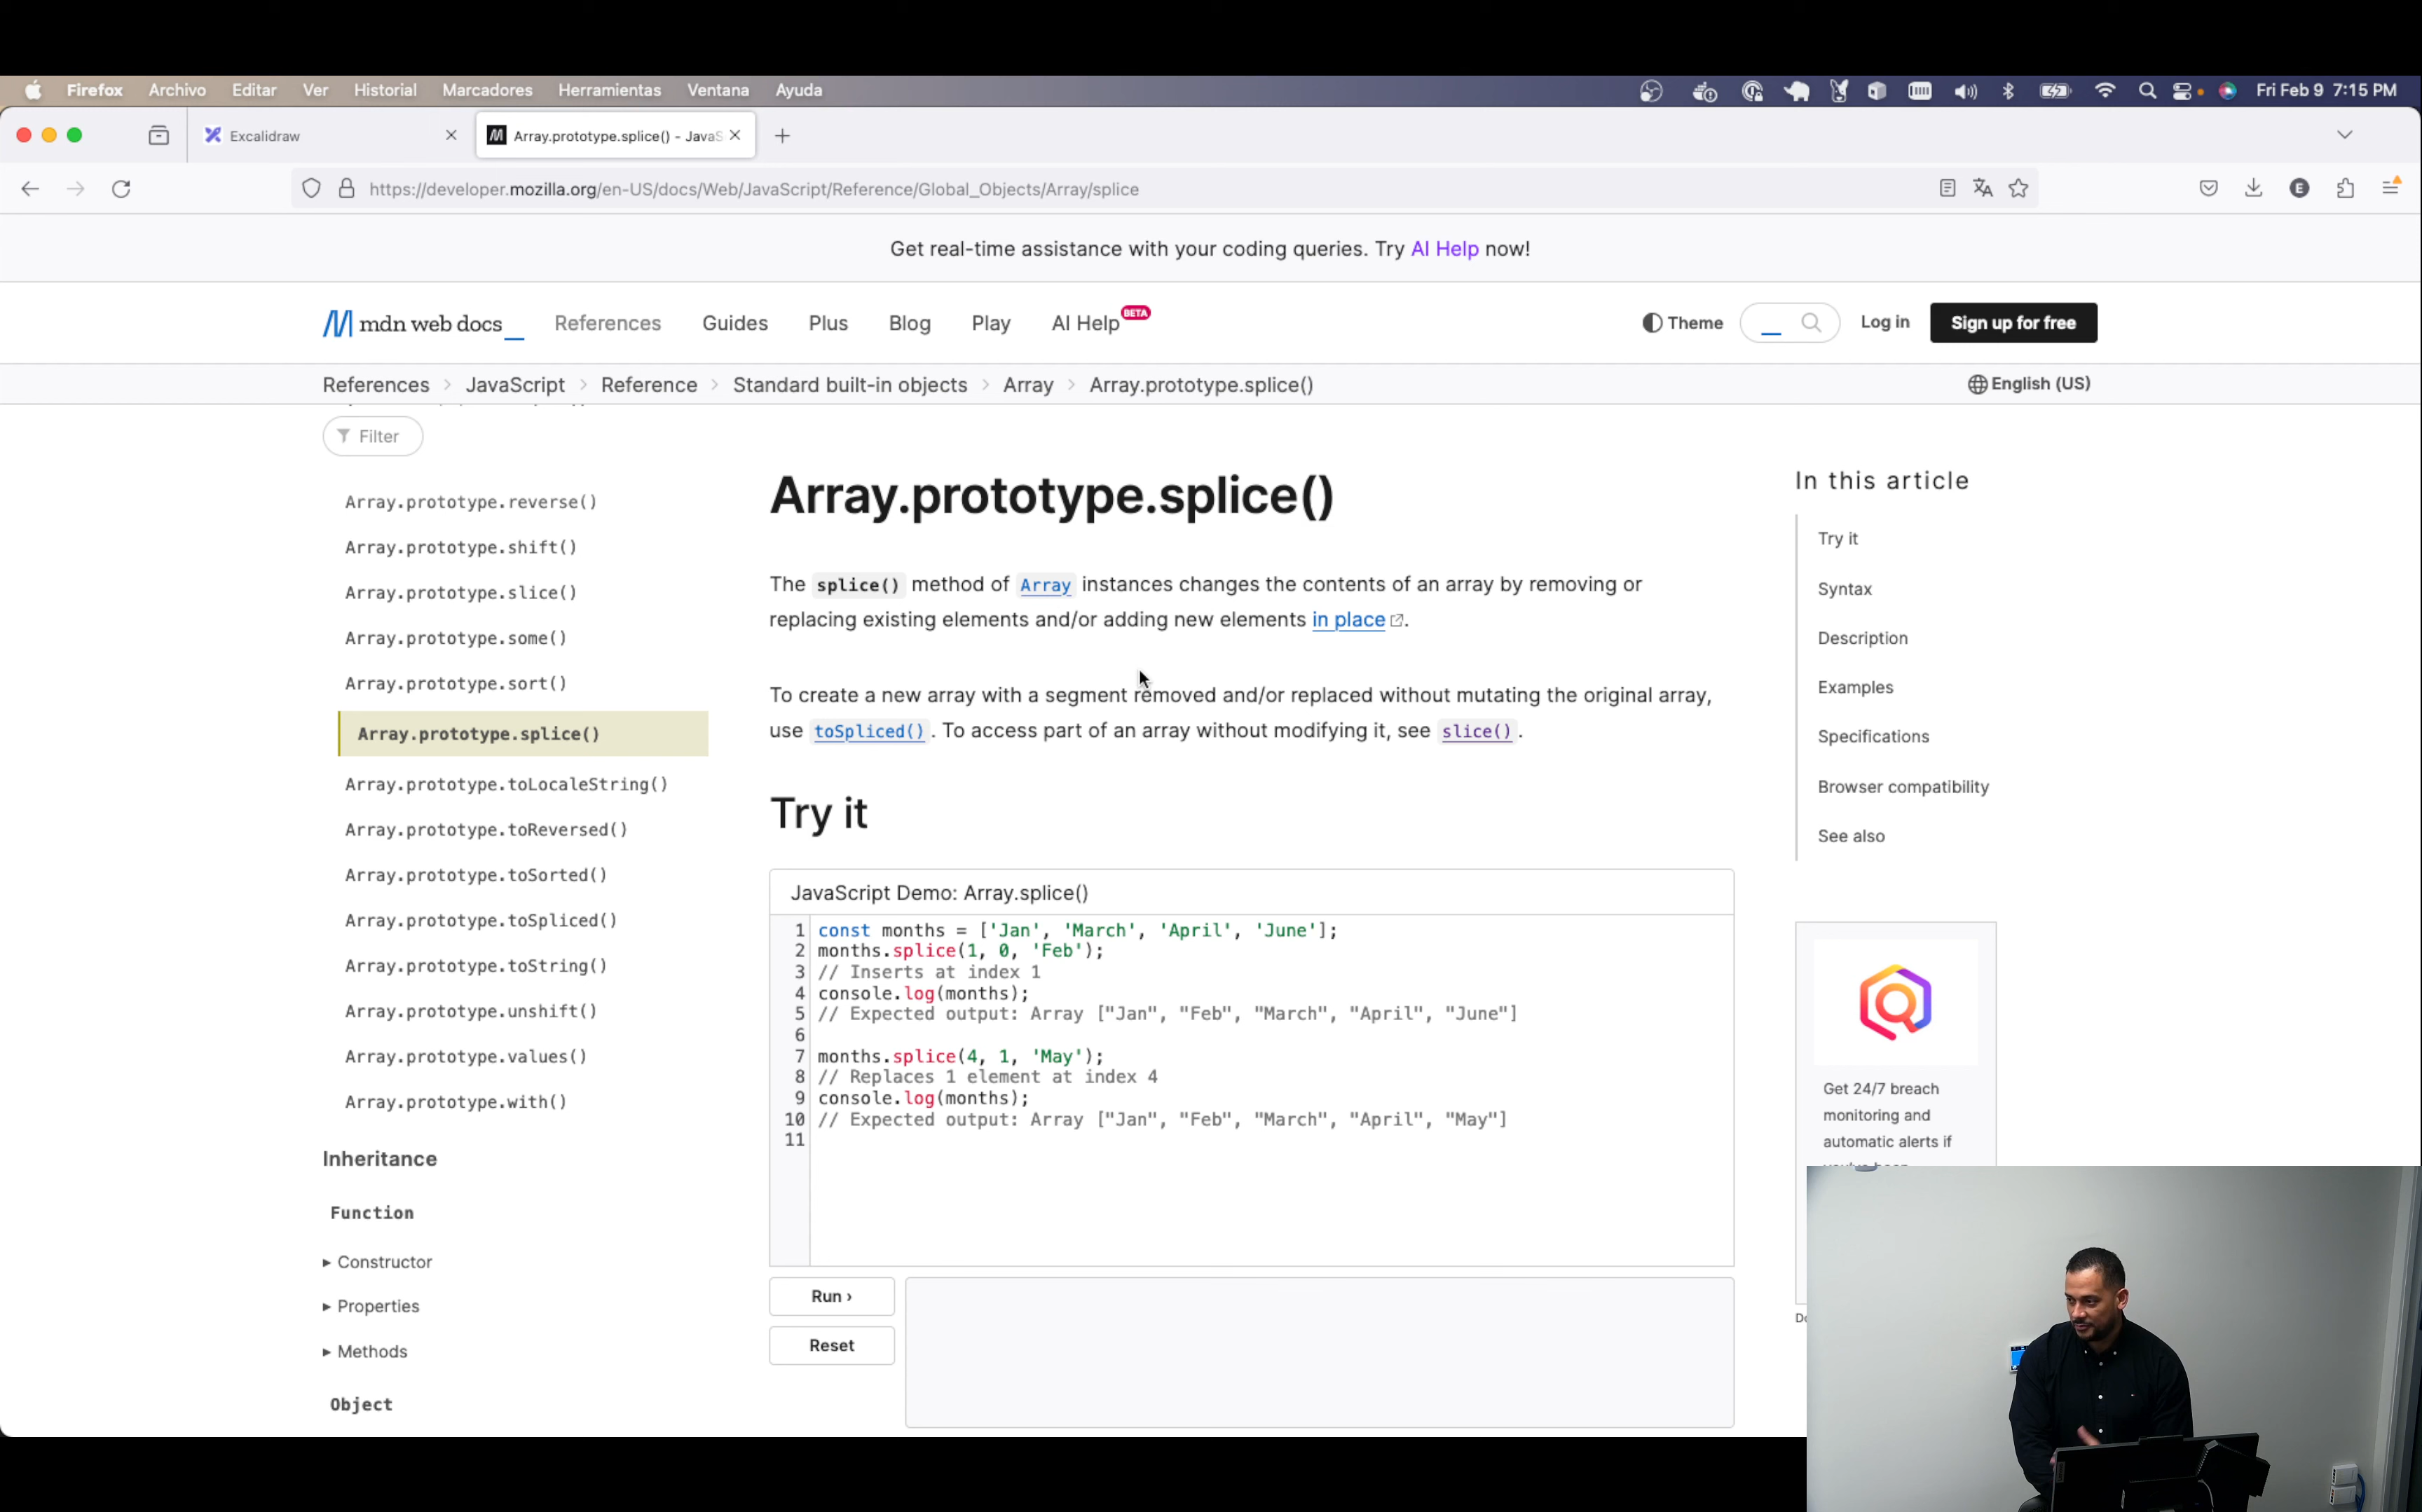 Firefox Archivo Editar Ver Historial Marcadores Herramientas Ventana Ayuda Fri Feb 9 7:15 PM
Excalidraw Array.prototype.splice() - JavaS
https://developer.mozilla.org/en-US/docs/Web/JavaScript/Reference/Global_Objects/Array/splice E
Get real-time assistance with your coding queries. Try AI Help now!
mdn web docs_ References Guides Plus Blog Play AI Help BETA Theme Log in Sign up for free
References > JavaScript > Reference > Standard built-in objects > Array > Array.prototype.splice() English (US)
Filter
Array.prototype.reverse()
Array.prototype.shift()
Array.prototype.slice()
Array.prototype.some()
Array.prototype.sort()
Array.prototype.splice()
Array.prototype.toLocaleString()
Array.prototype.toReversed()
Array.prototype.toSorted()
Array.prototype.toSpliced()
Array.prototype.toString()
Array.prototype.unshift()
Array.prototype.values()
Array.prototype.with()
Inheritance
Function
Constructor
Properties
Methods
Object
Array.prototype.splice()
The splice() method of Array instances changes the contents of an array by removing or
replacing existing elements and/or adding new elements in place.
To create a new array with a segment removed and/or replaced without mutating the original array,
use toSpliced(). To access part of an array without modifying it, see slice().
Try it
JavaScript Demo: Array.splice()
1 const months = ['Jan', 'March', 'April', 'June'];
2 months.splice(1, 0, 'Feb');
3 // Inserts at index 1
4 console.log(months);
5 // Expected output: Array ["Jan", "Feb", "March", "April", "June"]
6
7 months.splice(4, 1, 'May');
8 // Replaces 1 element at index 4
9 console.log(months);
10 // Expected output: Array ["Jan", "Feb", "March", "April", "May"]
11
Run ›
Reset
In this article
Try it
Syntax
Description
Examples
Specifications
Browser compatibility
See also
Get 24/7 breach
monitoring and
automatic alerts if